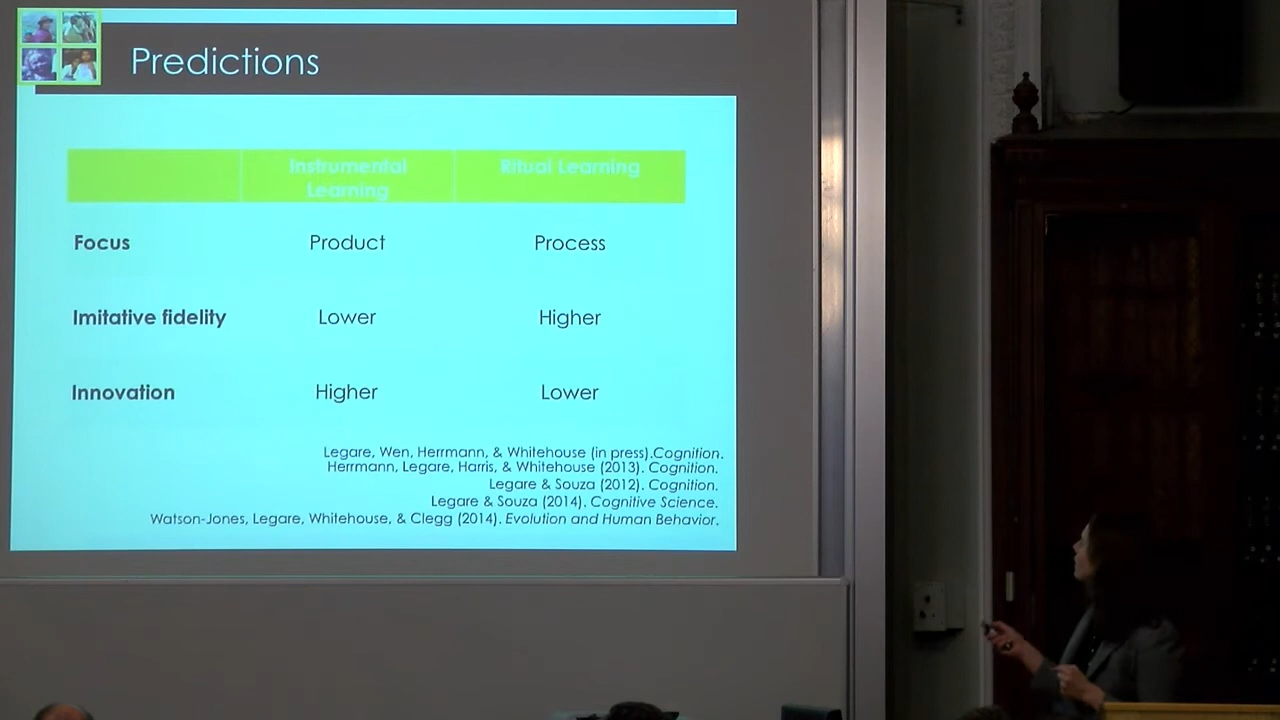 Predictions
Instrumental
Learning
Ritual Learning
Focus Product Process
Imitative fidelity Lower Higher
Innovation Higher Lower
Legare, Wen, Herrmann, & Whitehouse (in press).Cognition.
Herrmann, Legare, Harris, & Whitehouse (2013). Cognition.
Legare & Souza (2012). Cognition.
Legare & Souza (2014). Cognitive Science.
Watson-Jones, Legare, Whitehouse, & Clegg (2014). Evolution and Human Behavior.